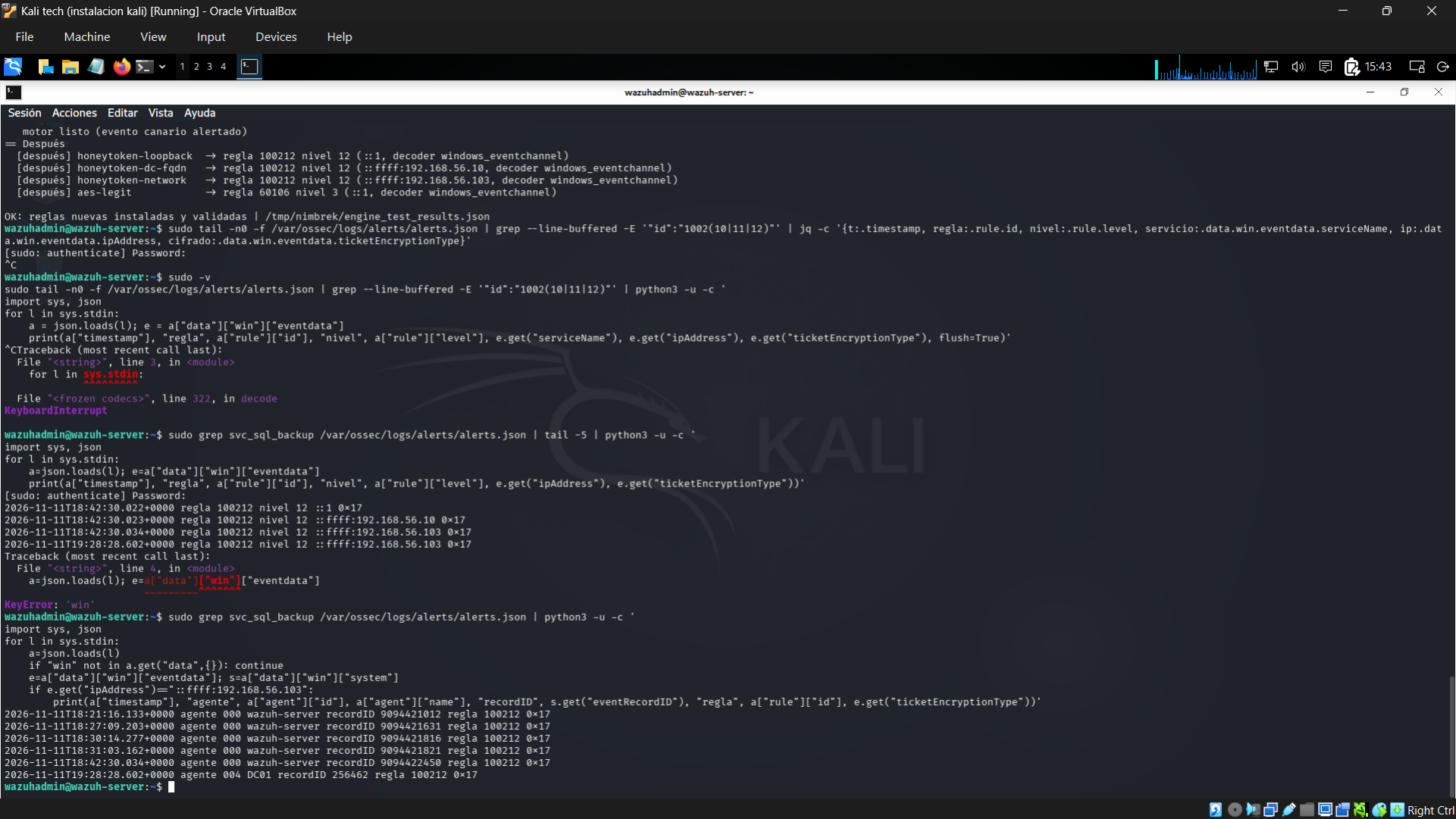 Kali tech (instalacion kali) [Running] - Oracle VirtualBox
File Machine View Input Devices Help
1 2 3 4
15:43
wazuhadmin@wazuh-server: ~
Sesión Acciones Editar Vista Ayuda
motor listo (evento canario alertado)
== Después
[después] honeytoken-loopback → regla 100212 nivel 12 (::1, decoder windows_eventchannel)
[después] honeytoken-dc-fqdn → regla 100212 nivel 12 (::ffff:192.168.56.10, decoder windows_eventchannel)
[después] honeytoken-network → regla 100212 nivel 12 (::ffff:192.168.56.103, decoder windows_eventchannel)
[después] aes-legit → regla 60106 nivel 3 (::1, decoder windows_eventchannel)
OK: reglas nuevas instaladas y validadas | /tmp/nimbrek/engine_test_results.json
wazuhadmin@wazuh-server:~$ sudo tail -n0 -f /var/ossec/logs/alerts/alerts.json | grep --line-buffered -E '"id":"1002(10|11|12)"' | jq -c '{t:.timestamp, regla:.rule.id, nivel:.rule.level, servicio:.data.win.eventdata.serviceName, ip:.dat
a.win.eventdata.ipAddress, cifrado:.data.win.eventdata.ticketEncryptionType}'
[sudo: authenticate] Password:
^C
wazuhadmin@wazuh-server:~$ sudo -v
sudo tail -n0 -f /var/ossec/logs/alerts/alerts.json | grep --line-buffered -E '"id":"1002(10|11|12)"' | python3 -u -c '
import sys, json
for l in sys.stdin:
    a = json.loads(l); e = a["data"]["win"]["eventdata"]
    print(a["timestamp"], "regla", a["rule"]["id"], "nivel", a["rule"]["level"], e.get("serviceName"), e.get("ipAddress"), e.get("ticketEncryptionType"), flush=True)'
^CTraceback (most recent call last):
  File "<string>", line 3, in <module>
    for l in sys.stdin:
             ^^^^^^^^^
  File "<frozen codecs>", line 322, in decode
KeyboardInterrupt
wazuhadmin@wazuh-server:~$ sudo grep svc_sql_backup /var/ossec/logs/alerts/alerts.json | tail -5 | python3 -u -c '
import sys, json
for l in sys.stdin:
    a=json.loads(l); e=a["data"]["win"]["eventdata"]
    print(a["timestamp"], "regla", a["rule"]["id"], "nivel", a["rule"]["level"], e.get("ipAddress"), e.get("ticketEncryptionType"))'
[sudo: authenticate] Password:
2026-11-11T18:42:30.022+0000 regla 100212 nivel 12 ::1 0×17
2026-11-11T18:42:30.023+0000 regla 100212 nivel 12 ::ffff:192.168.56.10 0×17
2026-11-11T18:42:30.034+0000 regla 100212 nivel 12 ::ffff:192.168.56.103 0×17
2026-11-11T19:28:28.602+0000 regla 100212 nivel 12 ::ffff:192.168.56.103 0×17
Traceback (most recent call last):
  File "<string>", line 4, in <module>
    a=json.loads(l); e=a["data"]["win"]["eventdata"]
                       ~~~~~~~~~^^^^^^^
KeyError: 'win'
wazuhadmin@wazuh-server:~$ sudo grep svc_sql_backup /var/ossec/logs/alerts/alerts.json | python3 -u -c '
import sys, json
for l in sys.stdin:
    a=json.loads(l)
    if "win" not in a.get("data",{}): continue
    e=a["data"]["win"]["eventdata"]; s=a["data"]["win"]["system"]
    if e.get("ipAddress")=="::ffff:192.168.56.103":
        print(a["timestamp"], "agente", a["agent"]["id"], a["agent"]["name"], "recordID", s.get("eventRecordID"), "regla", a["rule"]["id"], e.get("ticketEncryptionType"))'
2026-11-11T18:21:16.133+0000 agente 000 wazuh-server recordID 9094421012 regla 100212 0×17
2026-11-11T18:27:09.203+0000 agente 000 wazuh-server recordID 9094421631 regla 100212 0×17
2026-11-11T18:30:14.277+0000 agente 000 wazuh-server recordID 9094421816 regla 100212 0×17
2026-11-11T18:31:03.162+0000 agente 000 wazuh-server recordID 9094421821 regla 100212 0×17
2026-11-11T18:42:30.034+0000 agente 000 wazuh-server recordID 9094422450 regla 100212 0×17
2026-11-11T19:28:28.602+0000 agente 004 DC01 recordID 256462 regla 100212 0×17
wazuhadmin@wazuh-server:~$
KALI
Right Ctrl